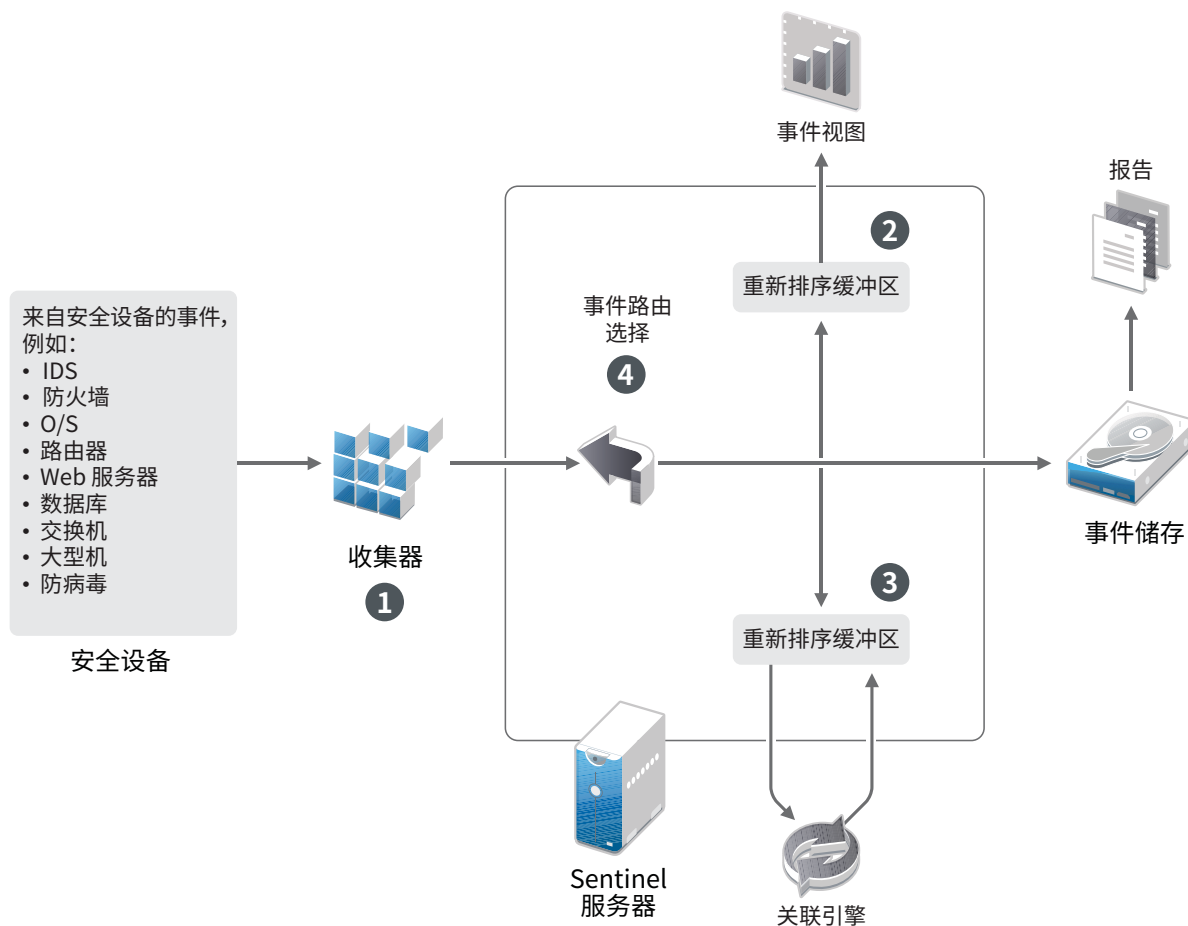 事件视图
报告
2
重新排序缓冲区
来自安全设备的事件，
例如：
• IDS
• 防火墙
• O/S
• 路由器
• Web 服务器
• 数据库
• 交换机
• 大型机
• 防病毒
安全设备
收集器
1
事件路由
选择
4
事件储存
3
重新排序缓冲区
Sentinel
服务器
关联引擎